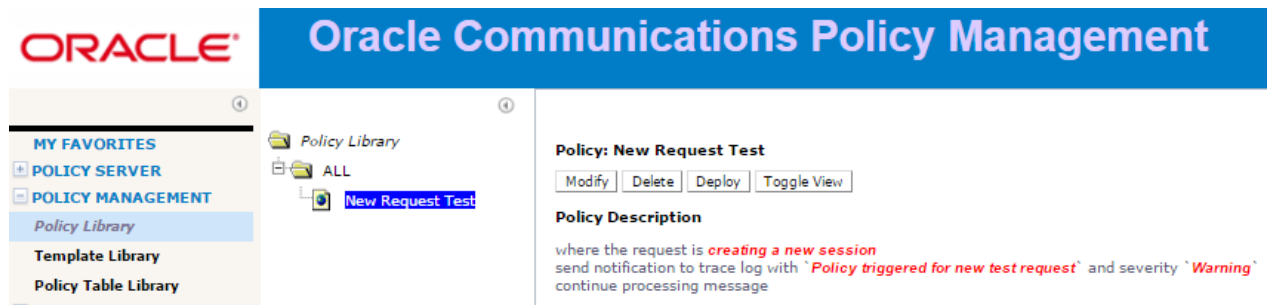 ORACLE®
Oracle Communications Policy Management
MY FAVORITES
POLICY SERVER
POLICY MANAGEMENT
Policy Library
Template Library
Policy Table Library
Policy Library
ALL
New Request Test
Policy: New Request Test
Modify Delete Deploy Toggle View
Policy Description
where the request is creating a new session
send notification to trace log with `Policy triggered for new test request` and severity `Warning`
continue processing message